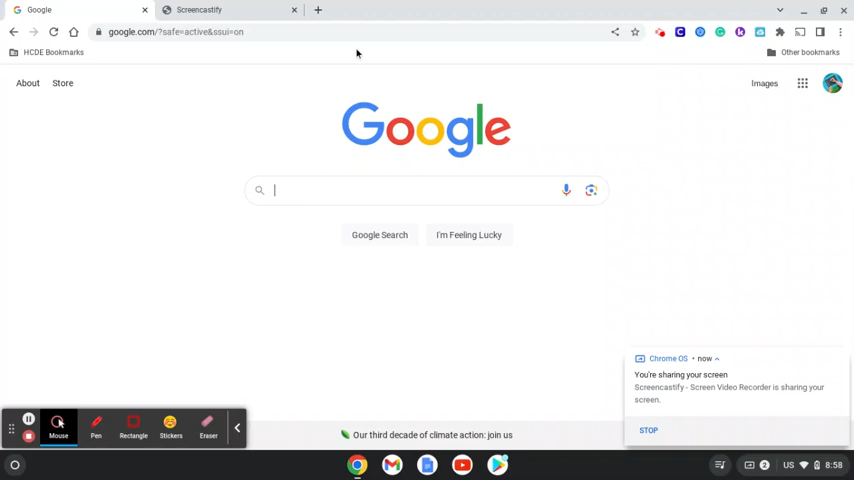 Google
Screencastify
google.com/?safe=active&ssui=on
HCDE Bookmarks
Other bookmarks
About
Store
Images
Google
Google Search
I'm Feeling Lucky
Chrome OS • now
You're sharing your screen
Screencastify - Screen Video Recorder is sharing your
screen.
STOP
Mouse
Pen
Rectangle
Stickers
Eraser
Our third decade of climate action: join us
2
US
8:58